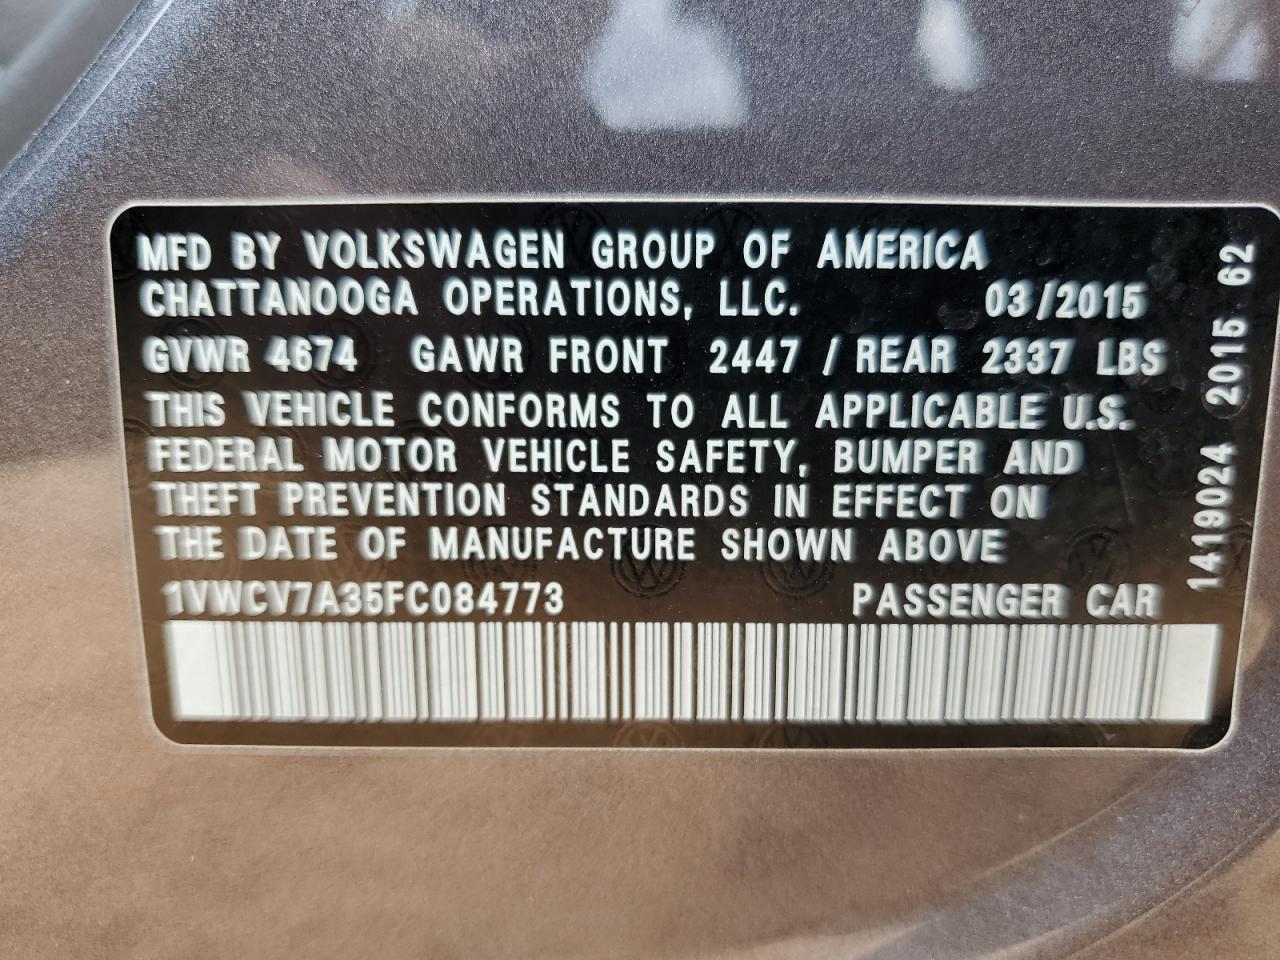 MFD BY VOLKSWAGEN GROUP OF AMERICA
CHATTANOOGA OPERATIONS, LLC. 03/2015
GVWR 4674 GAWR FRONT 2447 / REAR 2337 LBS
THIS VEHICLE CONFORMS TO ALL APPLICABLE U.S.
FEDERAL MOTOR VEHICLE SAFETY, BUMPER AND
THEFT PREVENTION STANDARDS IN EFFECT ON
THE DATE OF MANUFACTURE SHOWN ABOVE
1VWCV7A35FC084773 PASSENGER CAR
1419024 2015 62